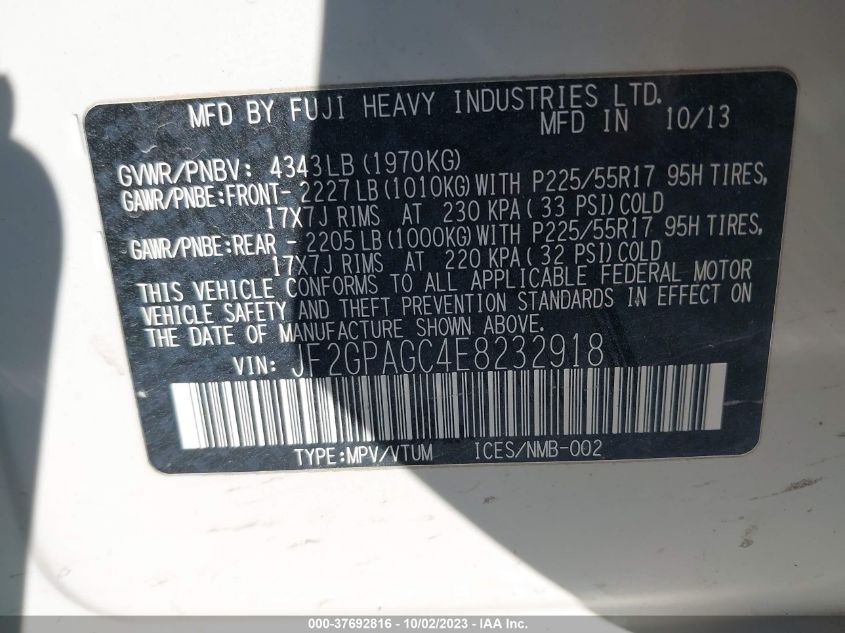 MFD BY FUJI HEAVY INDUSTRIES LTD.
MFD IN 10/13
GVWR/PNBV: 4343LB (1970KG)
GAWR/PNBE:FRONT- 2227LB (1010KG) WITH P225/55R17 95H TIRES,
17X7J RIMS AT 230 KPA (33 PSI) COLD
GAWR/PNBE:REAR - 2205LB (1000KG) WITH P225/55R17 95H TIRES,
17X7J RIMS AT 220 KPA (32 PSI) COLD
THIS VEHICLE CONFORMS TO ALL APPLICABLE FEDERAL MOTOR
VEHICLE SAFETY AND THEFT PREVENTION STANDARDS IN EFFECT ON
THE DATE OF MANUFACTURE SHOWN ABOVE.
VIN: JF2GPAGC4E8232918
TYPE:MPV/VTUM ICES/NMB-002
000-37692816 - 10/02/2023 - IAA Inc.